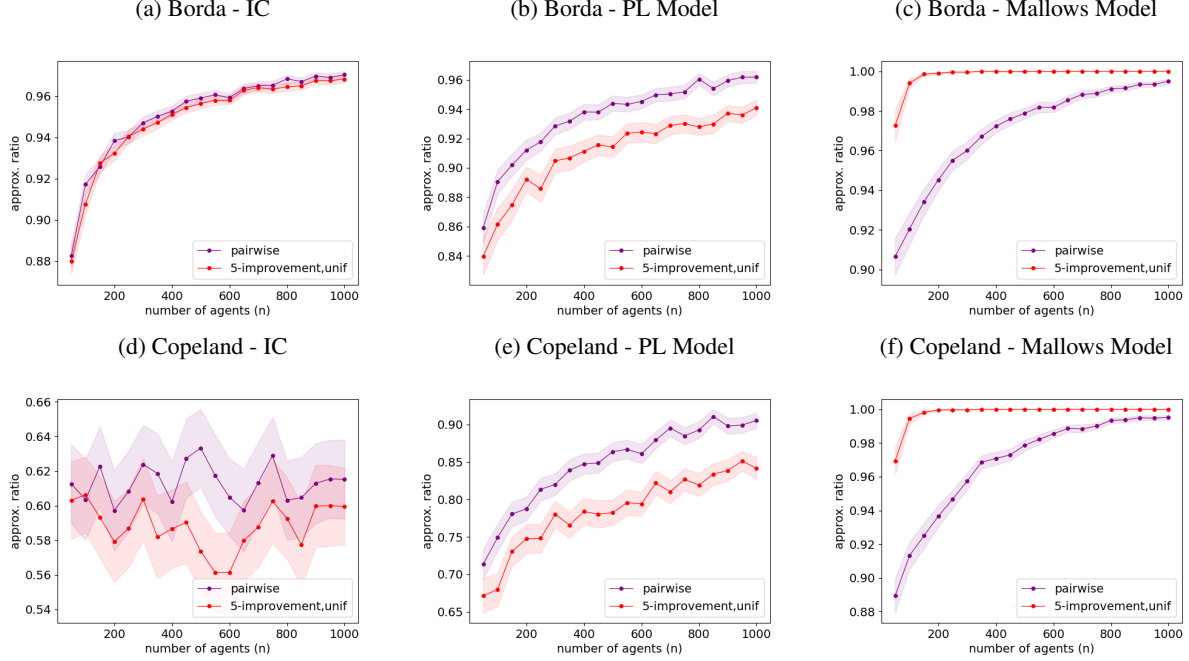 (a) Borda - IC
(b) Borda - PL Model
(c) Borda - Mallows Model
approx. ratio
0.96
0.94
0.92
0.90
0.88
pairwise
5-improvement,unif
200 400 600 800 1000
number of agents (n)
approx. ratio
0.96
0.94
0.92
0.90
0.88
0.86
0.84
pairwise
5-improvement,unif
200 400 600 800 1000
number of agents (n)
approx. ratio
1.00
0.98
0.96
0.94
0.92
0.90
pairwise
5-improvement,unif
200 400 600 800 1000
number of agents (n)
(d) Copeland - IC
(e) Copeland - PL Model
(f) Copeland - Mallows Model
approx. ratio
0.66
0.64
0.62
0.60
0.58
0.56
0.54
pairwise
5-improvement,unif
200 400 600 800 1000
number of agents (n)
approx. ratio
0.90
0.85
0.80
0.75
0.70
0.65
pairwise
5-improvement,unif
200 400 600 800 1000
number of agents (n)
approx. ratio
1.00
0.98
0.96
0.94
0.92
0.90
0.88
pairwise
5-improvement,unif
200 400 600 800 1000
number of agents (n)